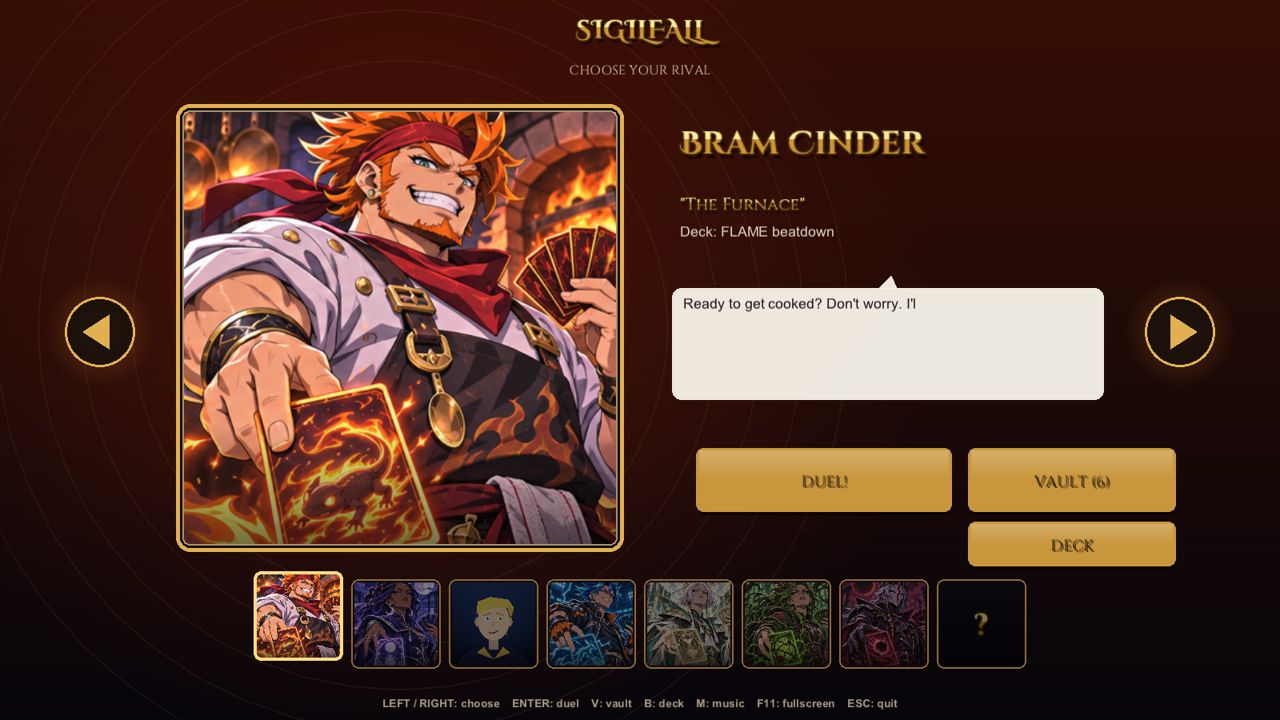 SIGILFALL
CHOOSE YOUR RIVAL
BRAM CINDER
"THE FURNACE"
Deck: FLAME beatdown
Ready to get cooked? Don't worry. I'l
DUEL!
VAULT (6)
DECK
?
LEFT / RIGHT: choose ENTER: duel V: vault B: deck M: music F11: fullscreen ESC: quit